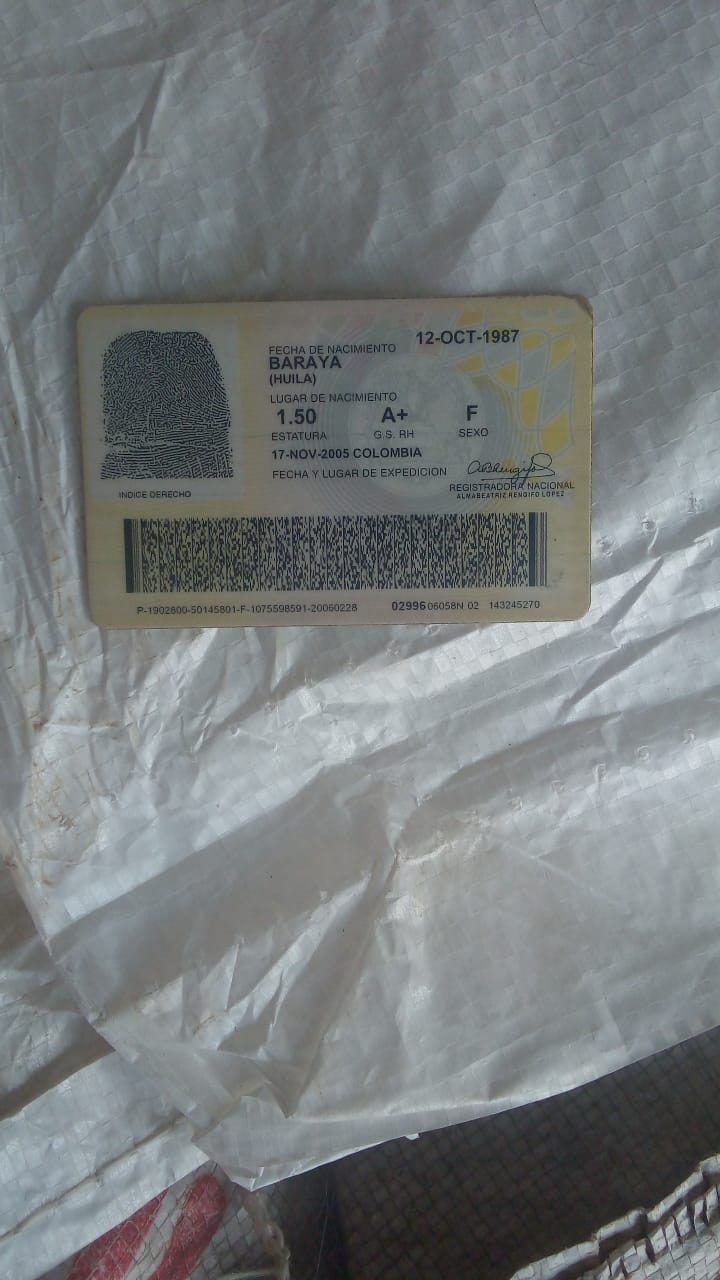 12-OCT-1987
FECHA DE NACIMIENTO
BARAYA
(HUILA)
LUGAR DE NACIMIENTO
1.50 A+ F
ESTATURA G.S. RH SEXO
17-NOV-2005 COLOMBIA
FECHA Y LUGAR DE EXPEDICION
REGISTRADORA NACIONAL
ALMABEATRIZ RENGIFO LOPEZ
INDICE DERECHO
P-1902800-50145801-F-1075598591-20060228 02996 06058N 02 143245270